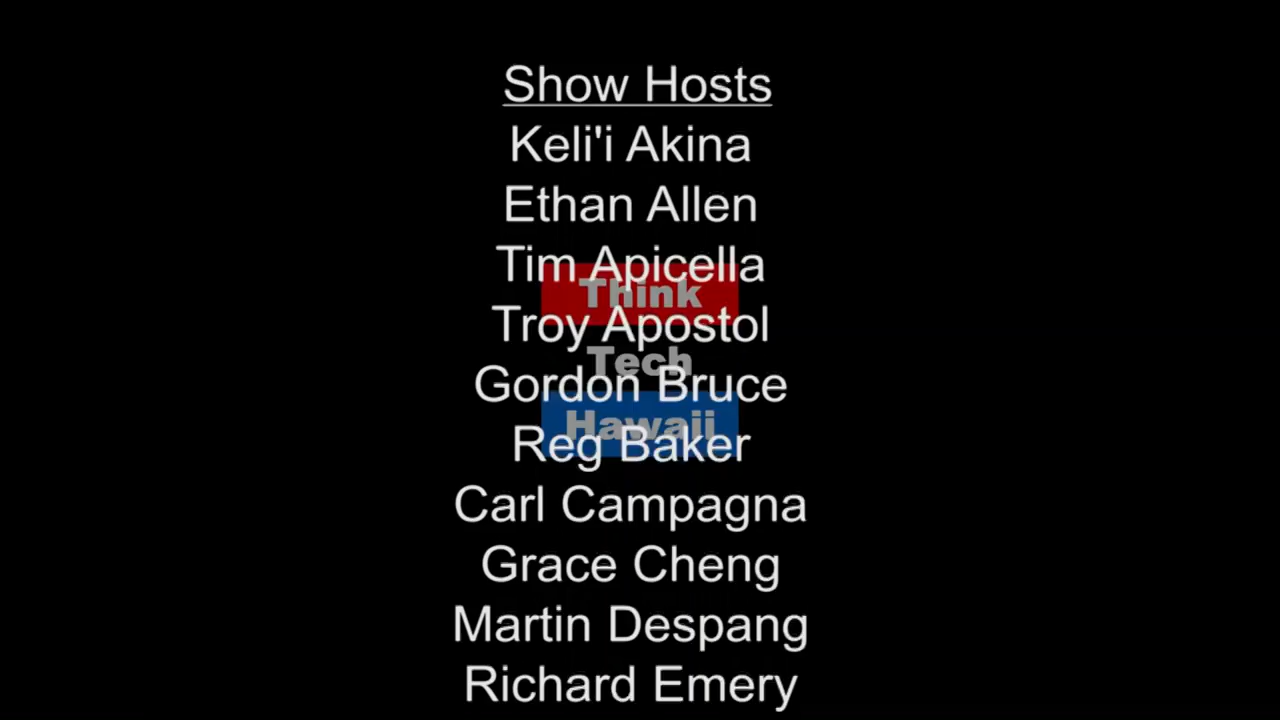 Show Hosts
Keli'i Akina
Ethan Allen
Tim Apicella
Think
Troy Apostol
Tech
Gordon Bruce
Hawaii
Reg Baker
Carl Campagna
Grace Cheng
Martin Despang
Richard Emery